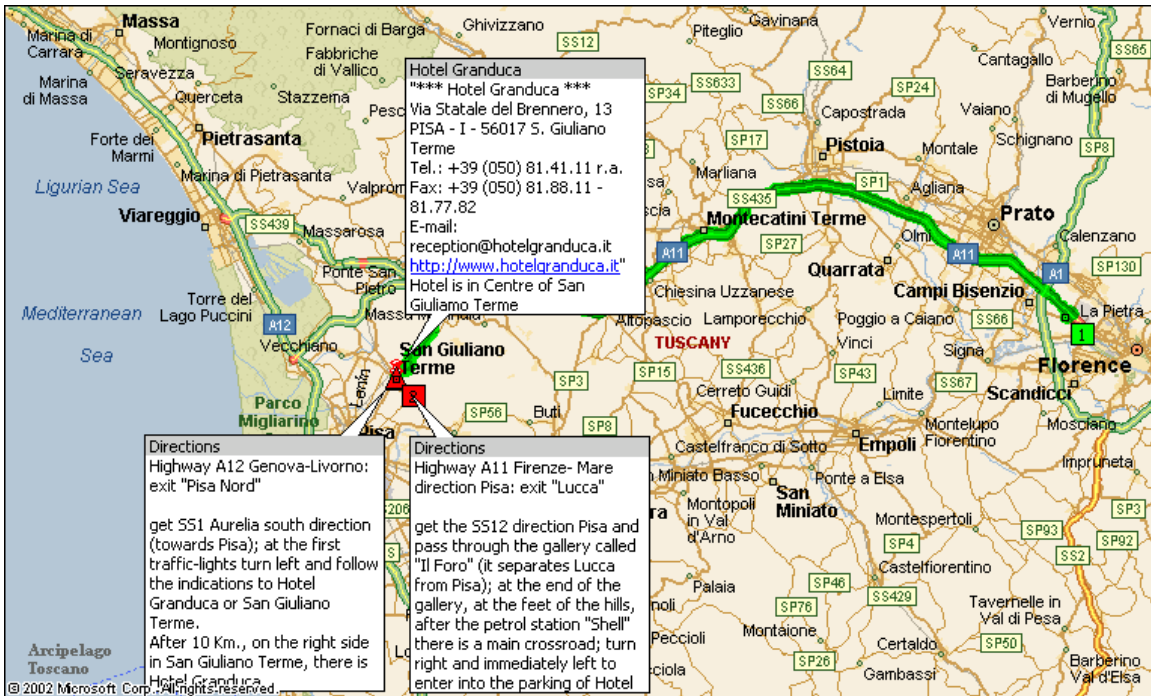 Massa
Marina di
Carrara
Montignoso
Fornaci di Barga
Ghivizzano
Gavinana
Piteglio
Vernio
SS12
SS65
Fabbriche
di Vallico
Cantagallo
Marina
di Massa
Seravezza
SS64
Barberino
di Mugello
Querceta
Stazzema
SS633
SP34
SP24
SS66
Vaiano
Capostrada
Forte dei
Marmi
Pietrasanta
Schignano
SP17
Pistoia
Montale
SP8
Marliana
Marina di Pietrasanta
Ligurian Sea
SP1
Agliana
SS435
Viareggio
SS439
Massarosa
Montecatini Terme
Prato
Olmi
Calenzano
A11
SP27
A11
Quarrata
A1
SP130
Ponte San
Pietro
Chiesina Uzzanese
Campi Bisenzio
Torre del
Lago Puccini
Mediterranean
Sea
A12
Altopascio
Lamporecchio
Poggio a Caiano
SS66
La Pietra
1
TUSCANY
Vecchiano
San Giuliano
Terme
Vinci
Signa
Florence
SP3
SP15
SS436
SP43
SS67
Scandicci
Cerreto Guidi
Limite
2
Parco
Migliarino
SP56
Buti
Fucecchio
Montelupo
Fiorentino
Mosciano
Pisa
SP8
Castelfranco di Sotto
Empoli
Impruneta
Miniato Basso
Ponte a Elsa
San
Miniato
Montopoli
in Val
d'Arno
SP3
Montespertoli
SP93
SP92
SP4
SS2
Castelfiorentino
Palaia
SP46
SS429
SP76
Tavernelle in
Val di Pesa
Montaione
SP50
Peccioli
Certaldo
SP26
Gambassi
Barberino
Val d'Elsa
Arcipelago
Toscano
Hotel Granduca
"*** Hotel Granduca ***
Via Statale del Brennero, 13
PISA - I - 56017 S. Giuliano
Terme
Tel.: +39 (050) 81.41.11 r.a.
Fax: +39 (050) 81.88.11 -
81.77.82
E-mail:
reception@hotelgranduca.it
http://www.hotelgranduca.it"
Hotel is in Centre of San
Giuliamo Terme
Directions
Highway A12 Genova-Livorno:
exit "Pisa Nord"
get SS1 Aurelia south direction
(towards Pisa); at the first
traffic-lights turn left and follow
the indications to Hotel
Granduca or San Giuliano
Terme.
After 10 Km., on the right side
in San Giuliano Terme, there is
Hotel Granduca
Directions
Highway A11 Firenze- Mare
direction Pisa: exit "Lucca"
get the SS12 direction Pisa and
pass through the gallery called
"Il Foro" (it separates Lucca
from Pisa); at the end of the
gallery, at the feet of the hills,
after the petrol station "Shell"
there is a main crossroad; turn
right and immediately left to
enter into the parking of Hotel
© 2002 Microsoft Corp. All rights reserved.